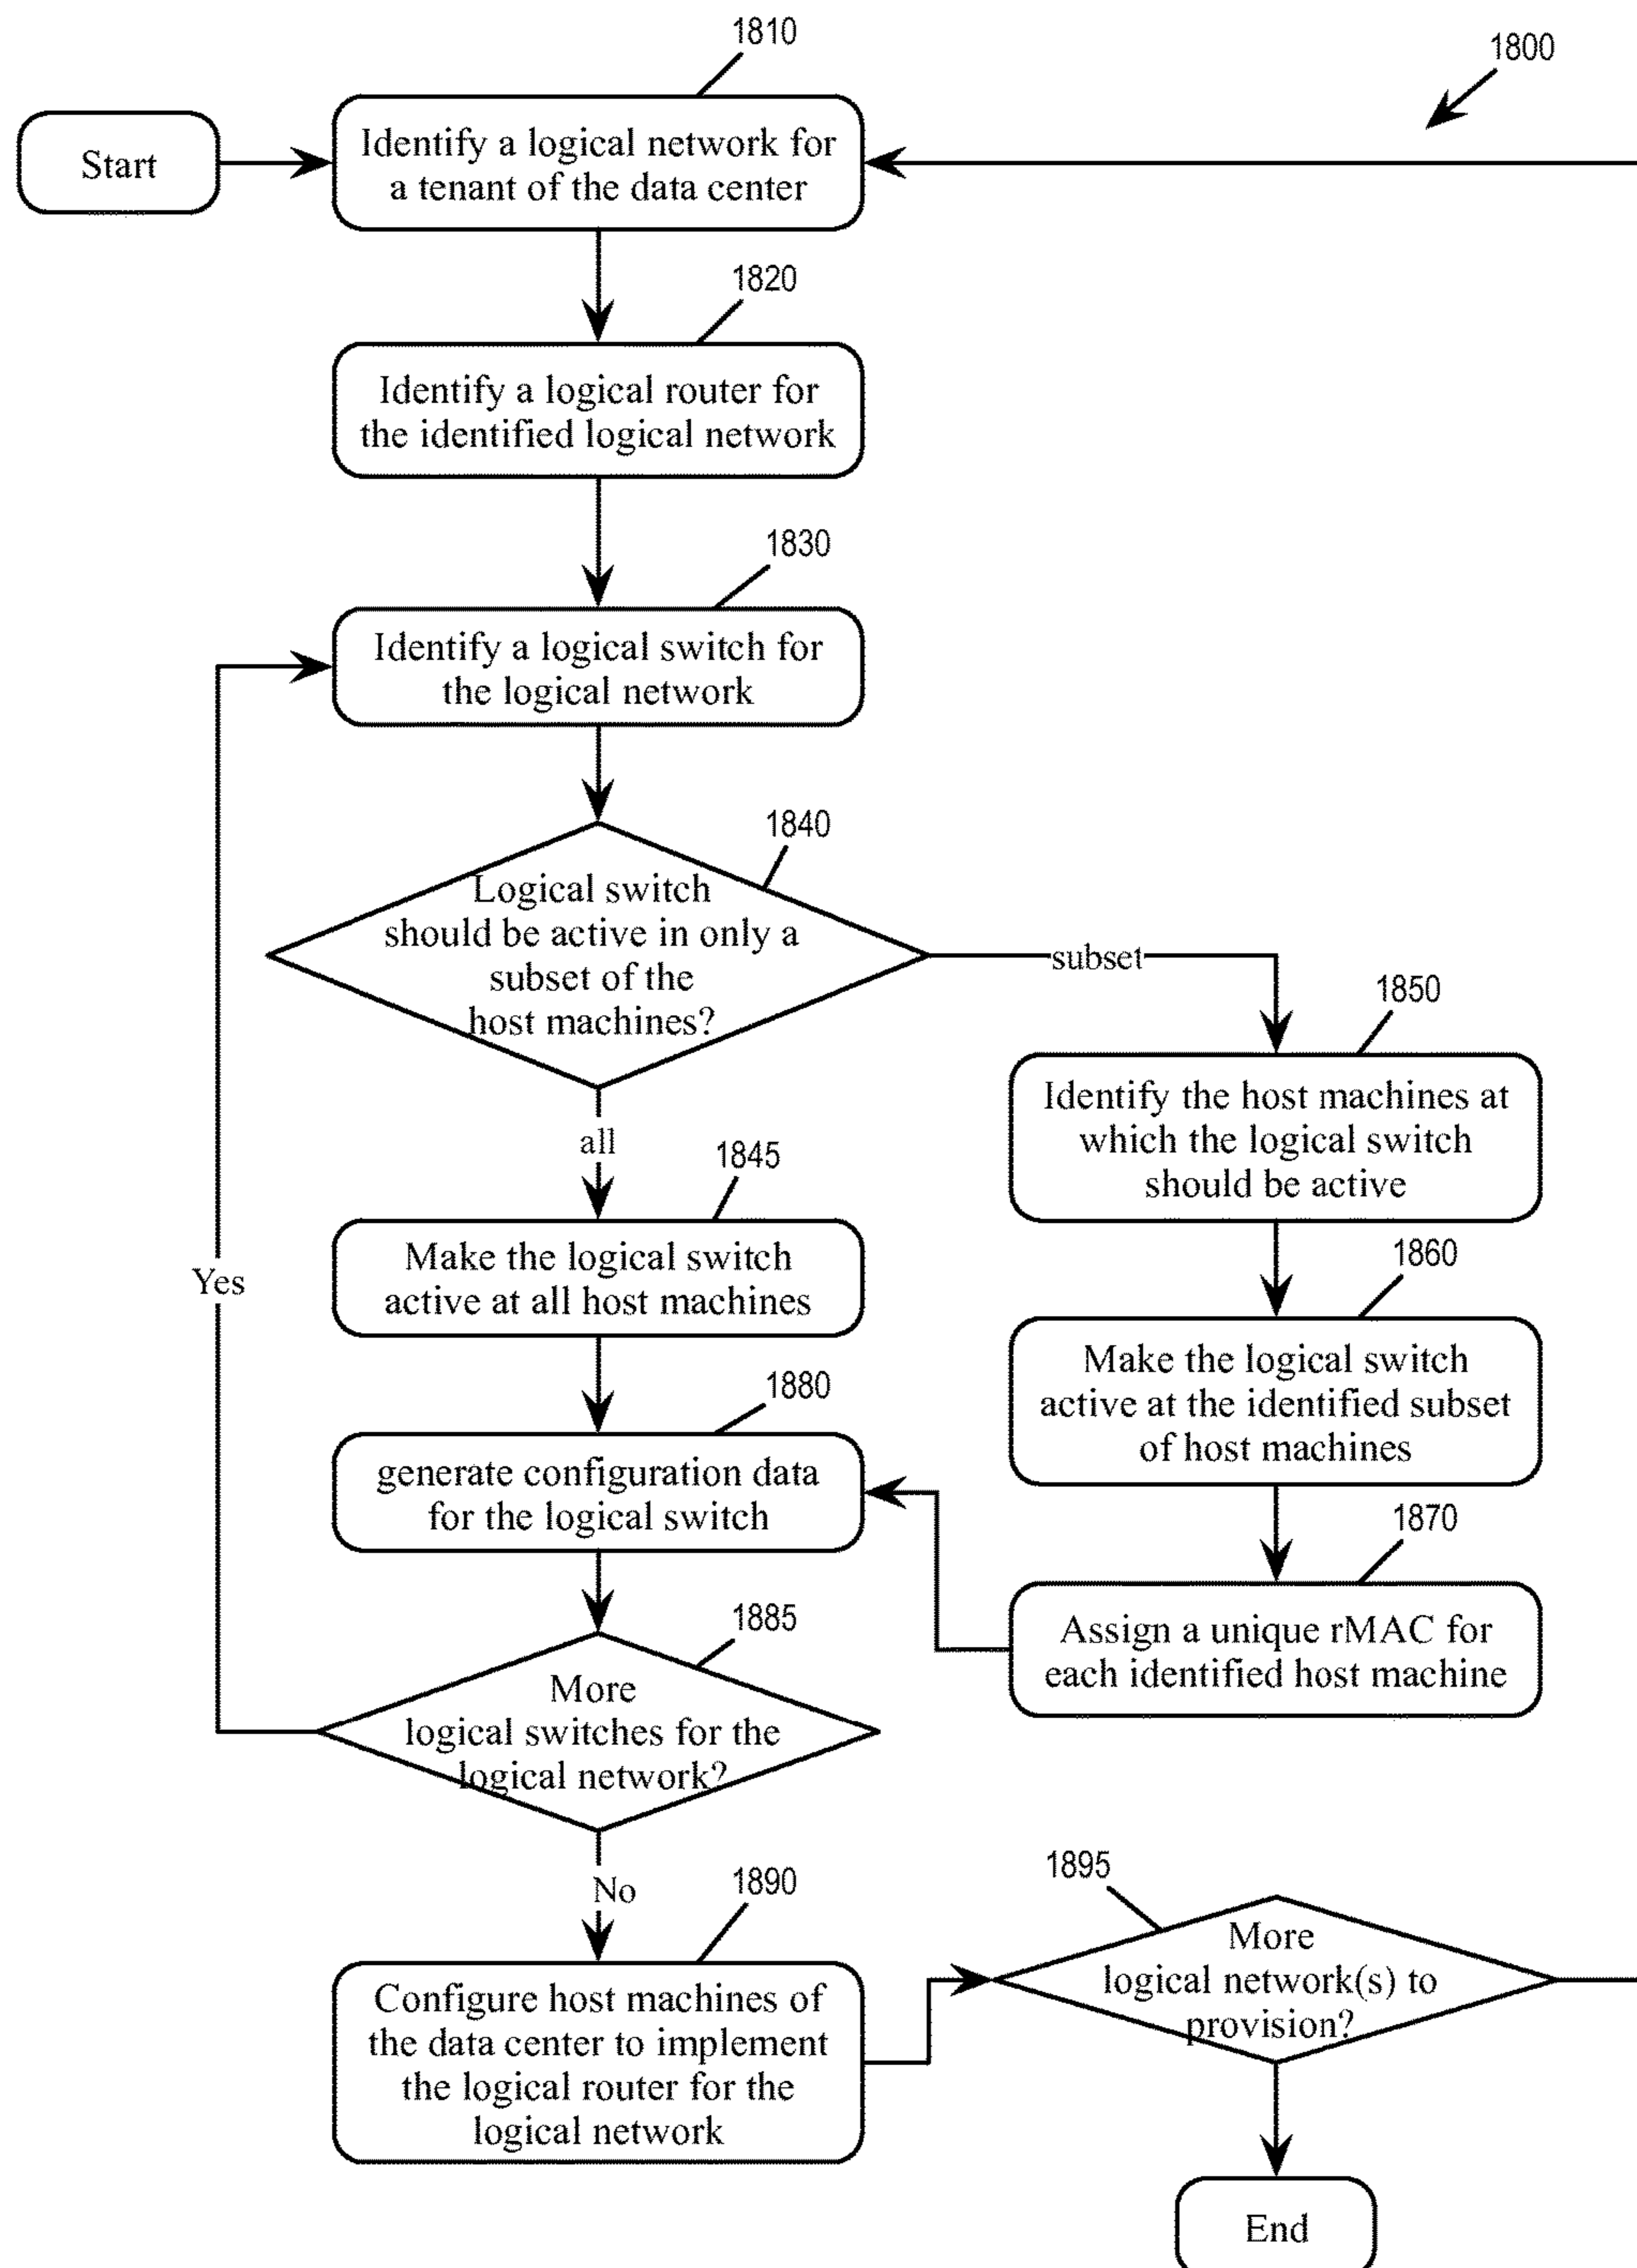 1810
1800
Start
Identify a logical network for
a tenant of the data center
1820
Identify a logical router for
the identified logical network
1830
Identify a logical switch for
the logical network
1840
Logical switch
should be active in only a
subset of the
host machines?
subset
1850
Identify the host machines at
which the logical switch
should be active
all
1845
Make the logical switch
active at all host machines
Yes
1860
Make the logical switch
active at the identified subset
of host machines
1880
generate configuration data
for the logical switch
1870
Assign a unique rMAC for
each identified host machine
1885
More
logical switches for the
logical network?
No
1890
Configure host machines of
the data center to implement
the logical router for the
logical network
1895
More
logical network(s) to
provision?
End